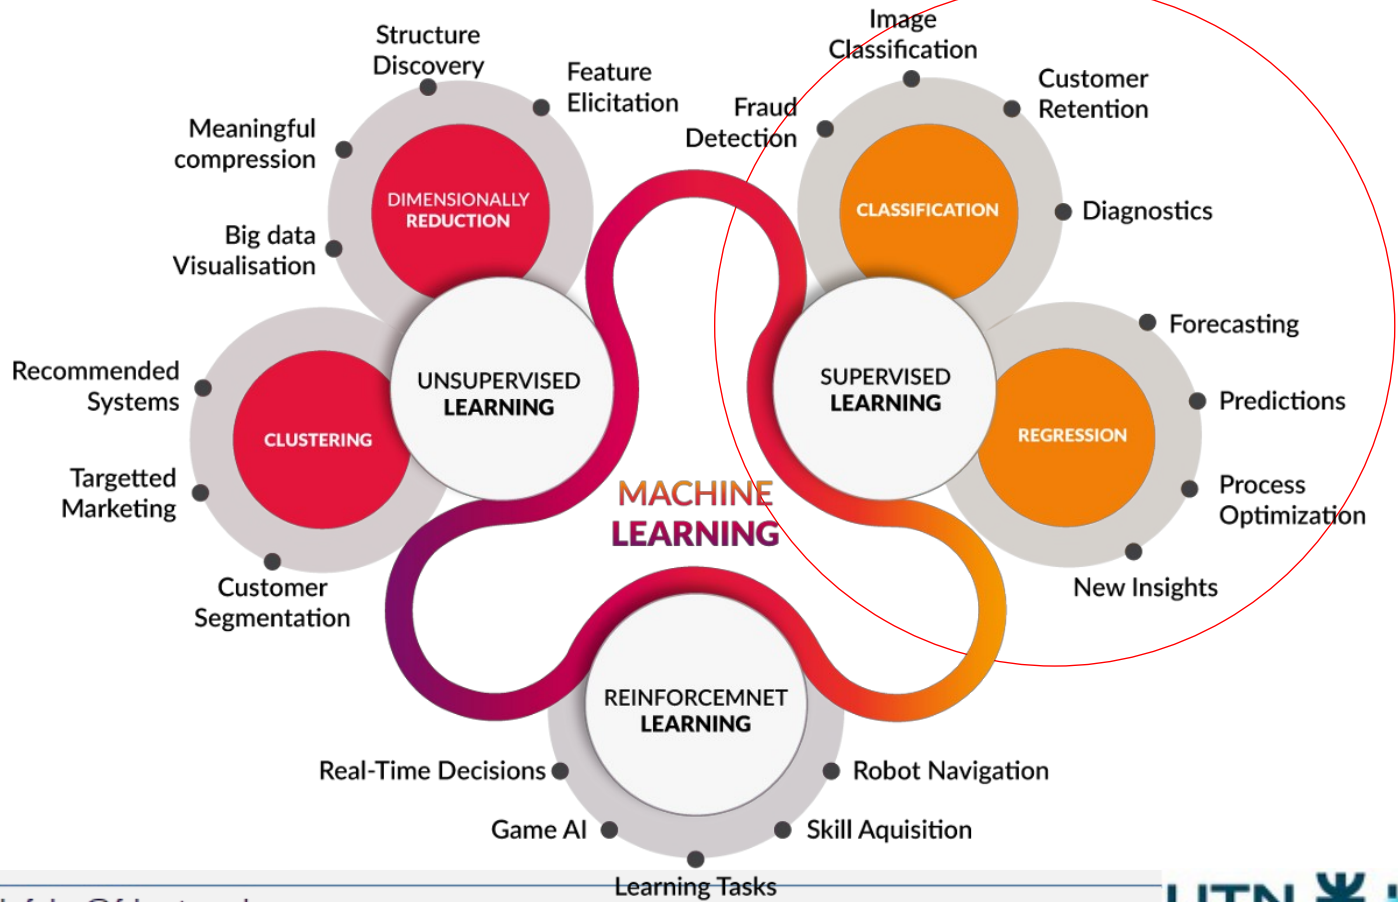 Structure
Discovery
Feature
Elicitation
Meaningful
compression
Big data
Visualisation
DIMENSIONALLY
REDUCTION
Recommended
Systems
Targetted
Marketing
Customer
Segmentation
CLUSTERING
UNSUPERVISED
LEARNING
Image
Classification
Customer
Retention
Fraud
Detection
Diagnostics
CLASSIFICATION
SUPERVISED
LEARNING
Forecasting
Predictions
Process
Optimization
New Insights
REGRESSION
MACHINE
LEARNING
REINFORCEMNET
LEARNING
Real-Time Decisions
Game AI
Learning Tasks
Skill Aquisition
Robot Navigation
UTN